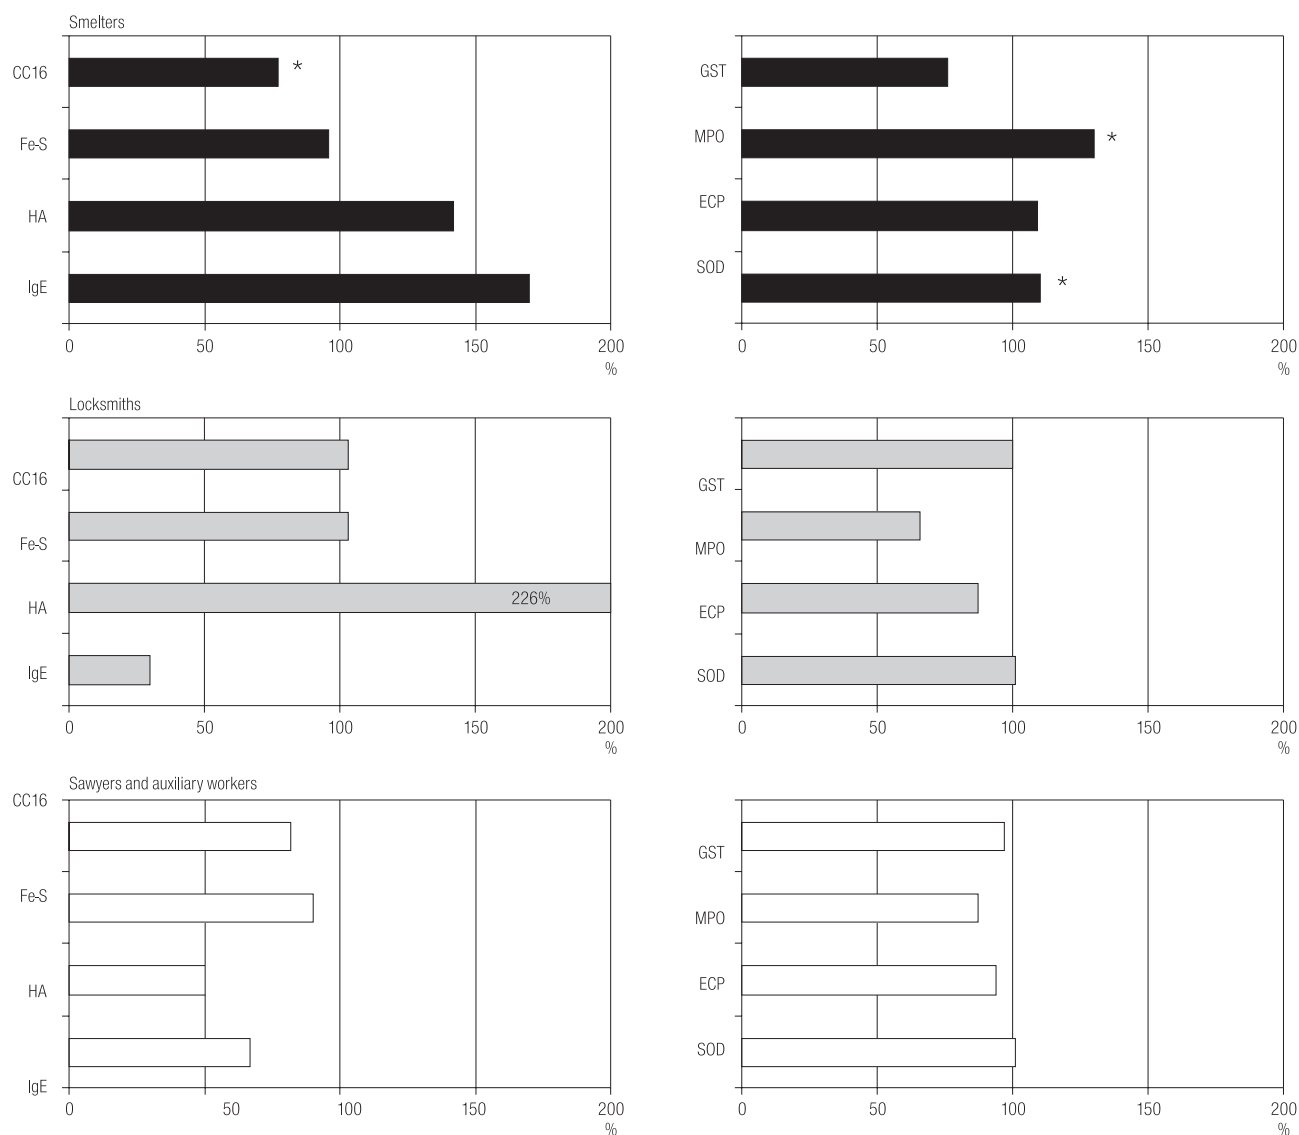 Smelters
CC16 *
Fe-S
HA
IgE
0 50 100 150 200
%
GST
MPO *
ECP
SOD *
0 50 100 150 200
%
Locksmiths
CC16
Fe-S
HA 226%
IgE
0 50 100 150 200
%
GST
MPO
ECP
SOD
0 50 100 150 200
%
Sawyers and auxiliary workers
CC16
Fe-S
HA
IgE
0 50 100 150 200
%
GST
MPO
ECP
SOD
0 50 100 150 200
%